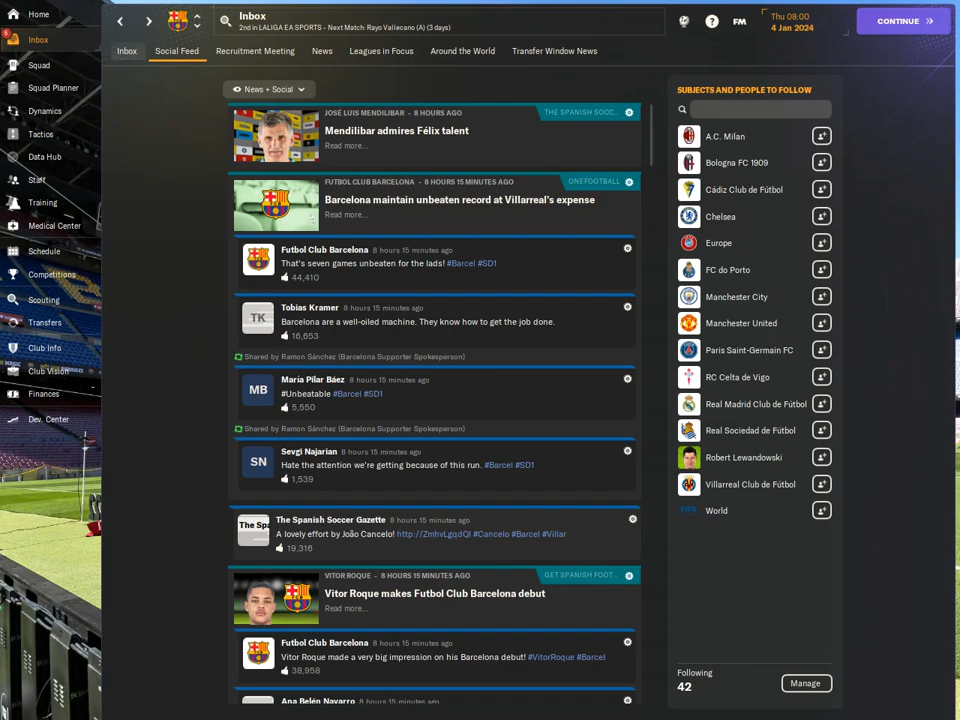 Home
5
Inbox
Squad
Squad Planner
Dynamics
Tactics
Data Hub
Staff
Training
Medical Center
Schedule
Competitions
Scouting
Transfers
Club Info
Club Vision
Finances
Dev. Center
Inbox
2nd in LALIGA EA SPORTS - Next Match: Rayo Vallecano (A) (3 days)
?
FM
Thu 08:00
4 Jan 2024
CONTINUE
Inbox
Social Feed
Recruitment Meeting
News
Leagues in Focus
Around the World
Transfer Window News
News + Social
JOSÉ LUIS MENDILIBAR - 8 HOURS AGO
THE SPANISH SOCC...
Mendilibar admires Félix talent
Read more...
FUTBOL CLUB BARCELONA - 8 HOURS 15 MINUTES AGO
ONEFOOTBALL
Barcelona maintain unbeaten record at Villarreal's expense
Read more...
Futbol Club Barcelona 8 hours 15 minutes ago
That's seven games unbeaten for the lads! #Barcel #SD1
44,410
TK
Tobias Kramer 8 hours 15 minutes ago
Barcelona are a well-oiled machine. They know how to get the job done.
16,653
Shared by Ramon Sánchez (Barcelona Supporter Spokesperson)
MB
María Pilar Báez 8 hours 15 minutes ago
#Unbeatable #Barcel #SD1
5,550
Shared by Ramon Sánchez (Barcelona Supporter Spokesperson)
SN
Sevgi Najarian 8 hours 15 minutes ago
Hate the attention we're getting because of this run. #Barcel #SD1
1,539
The Spa
The Spanish Soccer Gazette 8 hours 15 minutes ago
A lovely effort by João Cancelo! http://ZmhvLgqdQl #Cancelo #Barcel #Villar
19,316
VITOR ROQUE - 8 HOURS 15 MINUTES AGO
GET SPANISH FOOT...
Vitor Roque makes Futbol Club Barcelona debut
Read more...
Futbol Club Barcelona 8 hours 15 minutes ago
Vitor Roque made a very big impression on his Barcelona debut! #VitorRoque #Barcel
38,958
Ana Belén Navarro 8 hours 15 minutes ago
SUBJECTS AND PEOPLE TO FOLLOW
A.C. Milan
Bologna FC 1909
Cádiz Club de Fútbol
Chelsea
Europe
FC do Porto
Manchester City
Manchester United
Paris Saint-Germain FC
RC Celta de Vigo
Real Madrid Club de Fútbol
Real Sociedad de Fútbol
Robert Lewandowski
Villarreal Club de Fútbol
FIFA
World
Following
42
Manage